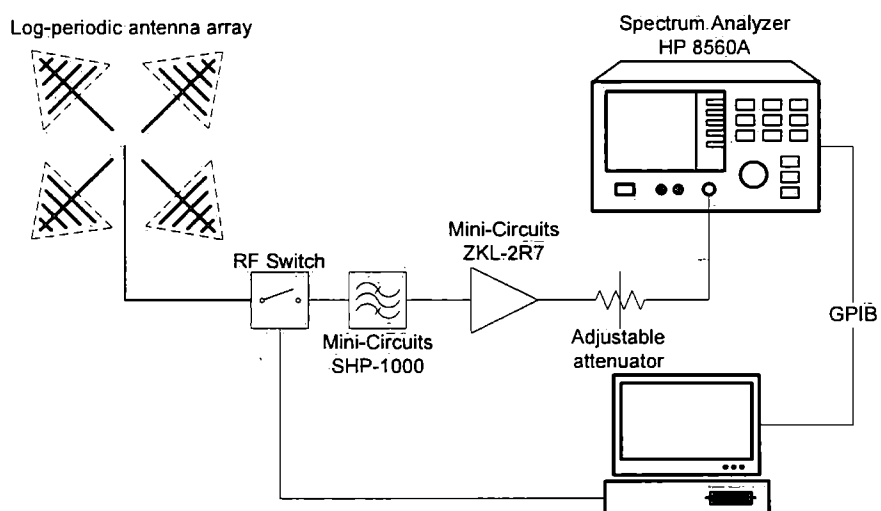 Log-periodic antenna array
Spectrum Analyzer
HP 8560A
Mini-Circuits
ZKL-2R7
RF Switch
Mini-Circuits
SHP-1000
Adjustable
attenuator
GPIB